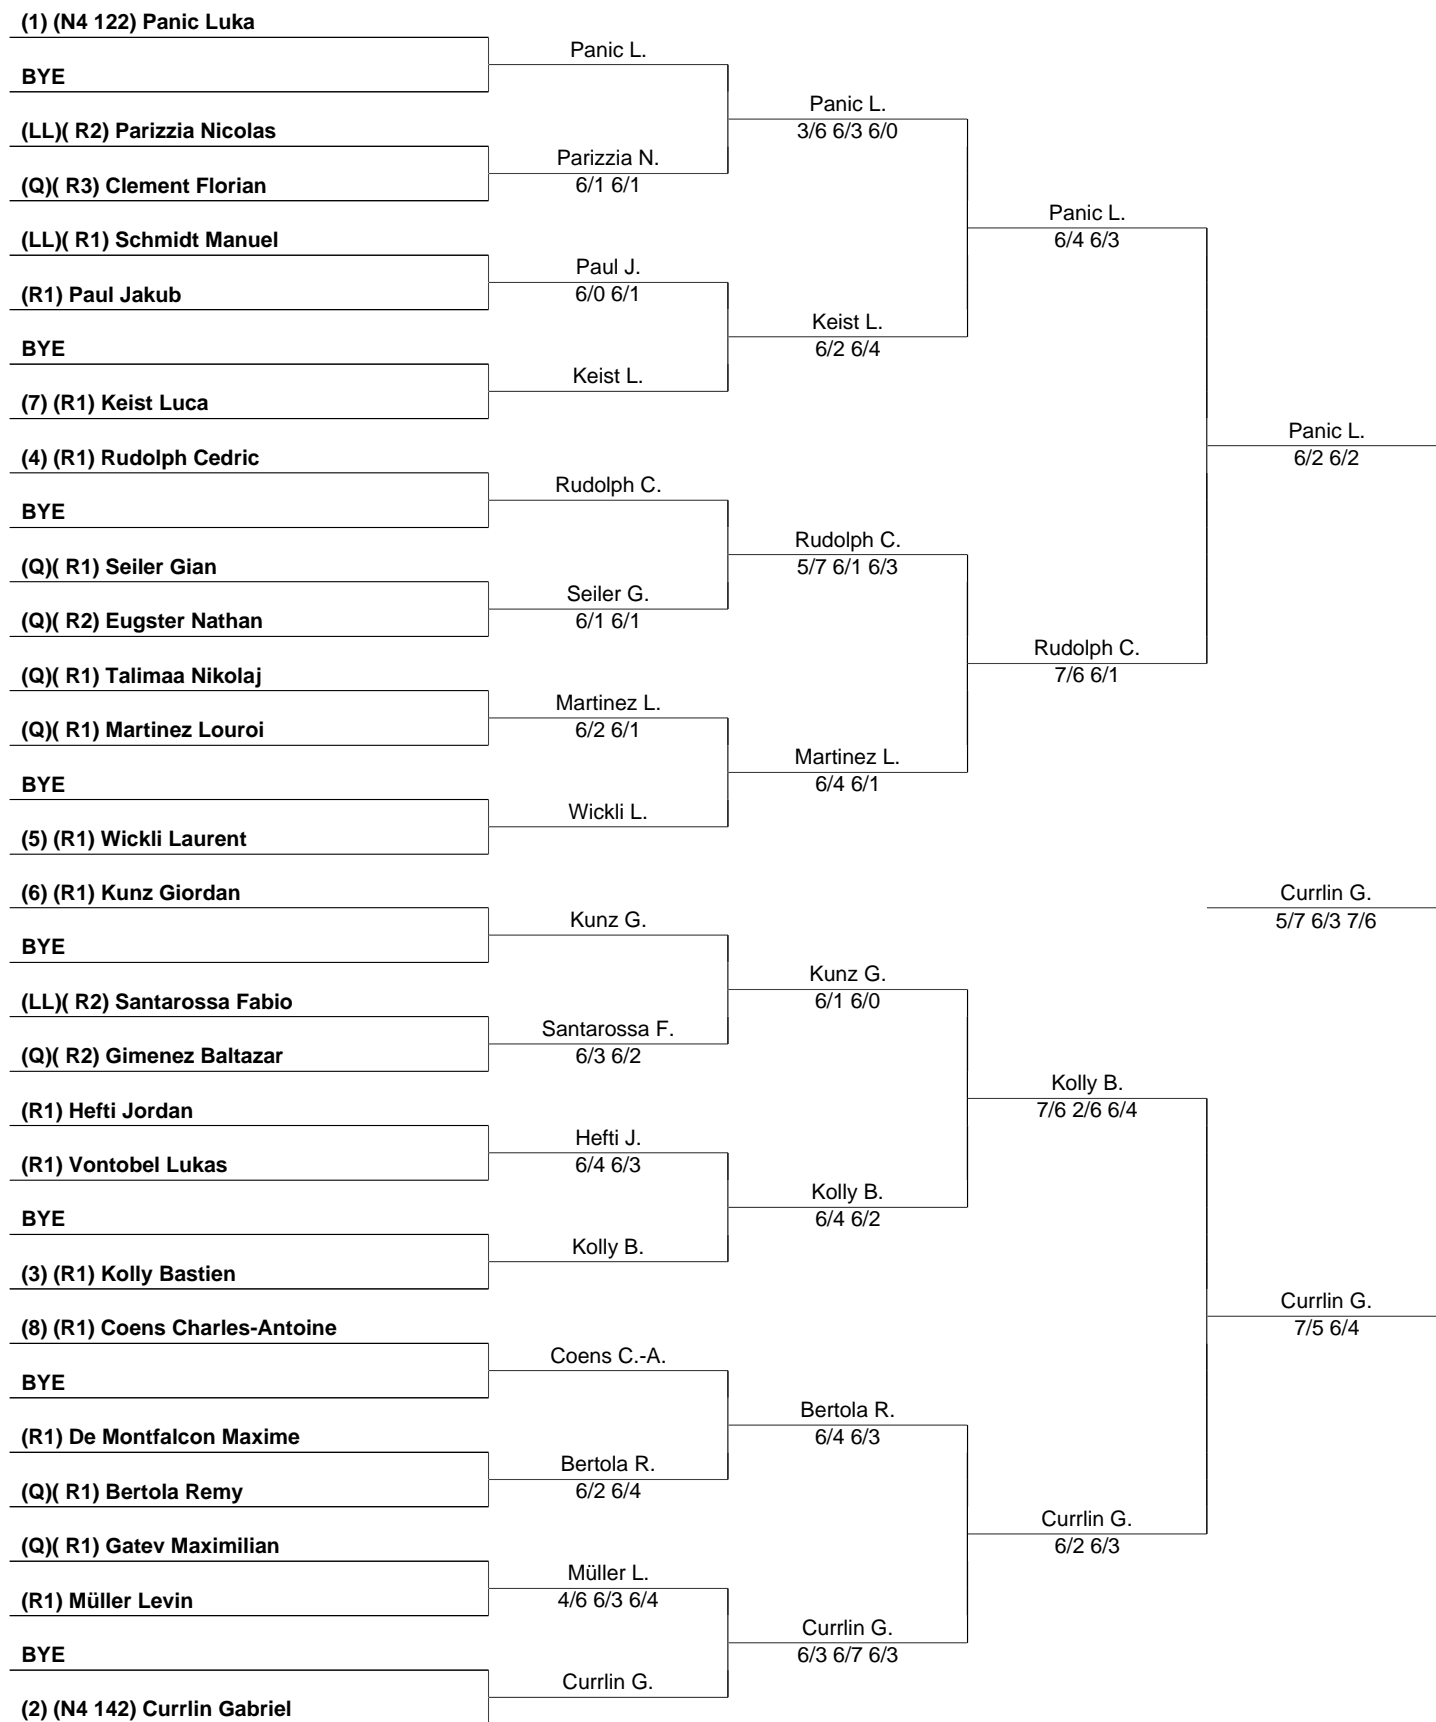 (1) (N4 122) Panic Luka
BYE
(LL)( R2) Parizzia Nicolas
(Q)( R3) Clement Florian
(LL)( R1) Schmidt Manuel
(R1) Paul Jakub
BYE
(7) (R1) Keist Luca
(4) (R1) Rudolph Cedric
BYE
(Q)( R1) Seiler Gian
(Q)( R2) Eugster Nathan
(Q)( R1) Talimaa Nikolaj
(Q)( R1) Martinez Louroi
BYE
(5) (R1) Wickli Laurent
(6) (R1) Kunz Giordan
BYE
(LL)( R2) Santarossa Fabio
(Q)( R2) Gimenez Baltazar
(R1) Hefti Jordan
(R1) Vontobel Lukas
BYE
(3) (R1) Kolly Bastien
(8) (R1) Coens Charles-Antoine
BYE
(R1) De Montfalcon Maxime
(Q)( R1) Bertola Remy
(Q)( R1) Gatev Maximilian
(R1) Müller Levin
BYE
(2) (N4 142) Currlin Gabriel
Panic L.
Parizzia N.
6/1 6/1
Paul J.
6/0 6/1
Keist L.
Rudolph C.
Seiler G.
6/1 6/1
Martinez L.
6/2 6/1
Wickli L.
Kunz G.
Santarossa F.
6/3 6/2
Hefti J.
6/4 6/3
Kolly B.
Coens C.-A.
Bertola R.
6/2 6/4
Müller L.
4/6 6/3 6/4
Currlin G.
Panic L.
3/6 6/3 6/0
Keist L.
6/2 6/4
Rudolph C.
5/7 6/1 6/3
Martinez L.
6/4 6/1
Kunz G.
6/1 6/0
Kolly B.
6/4 6/2
Bertola R.
6/4 6/3
Currlin G.
6/3 6/7 6/3
Panic L.
6/4 6/3
Rudolph C.
7/6 6/1
Kolly B.
7/6 2/6 6/4
Currlin G.
6/2 6/3
Panic L.
6/2 6/2
Currlin G.
5/7 6/3 7/6
Currlin G.
7/5 6/4